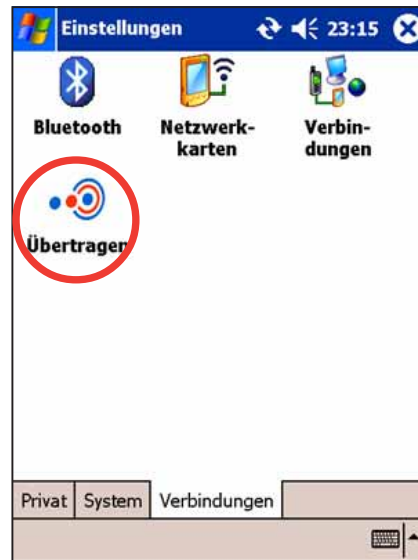 Einstellungen 23:15
Bluetooth
Netzwerk-
karten
Verbin-
dungen
Übertragen
Privat System Verbindungen